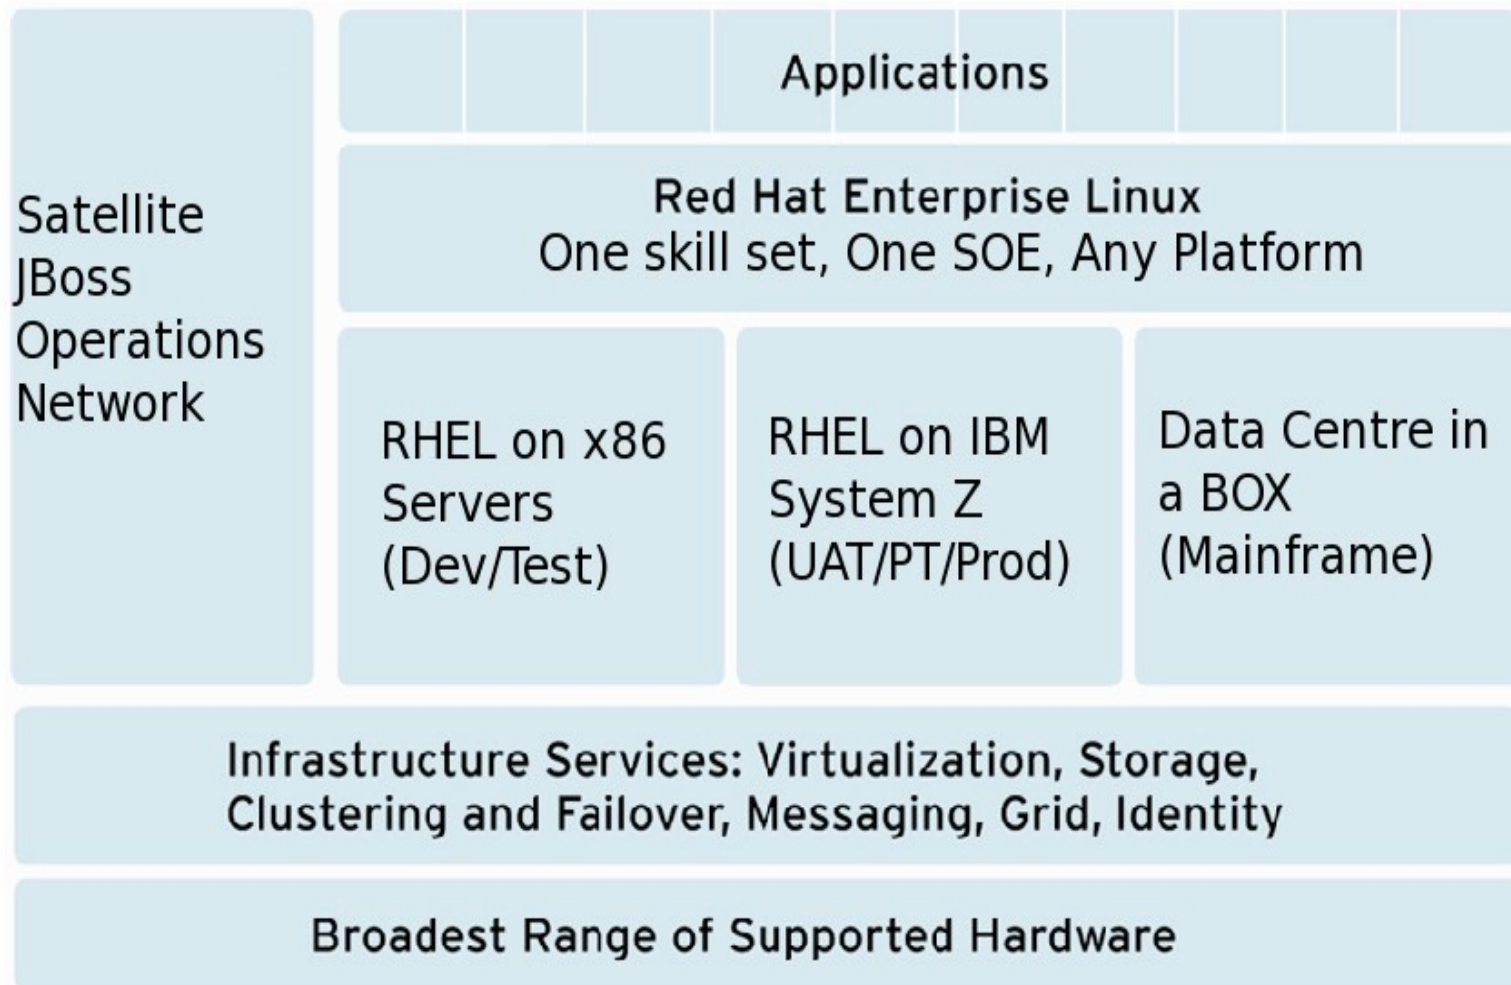 Satellite
JBoss
Operations
Network
Applications
Red Hat Enterprise Linux
One skill set, One SOE, Any Platform
RHEL on x86
Servers
(Dev/Test)
RHEL on IBM
System Z
(UAT/PT/Prod)
Data Centre in
a BOX
(Mainframe)
Infrastructure Services: Virtualization, Storage,
Clustering and Failover, Messaging, Grid, Identity
Broadest Range of Supported Hardware